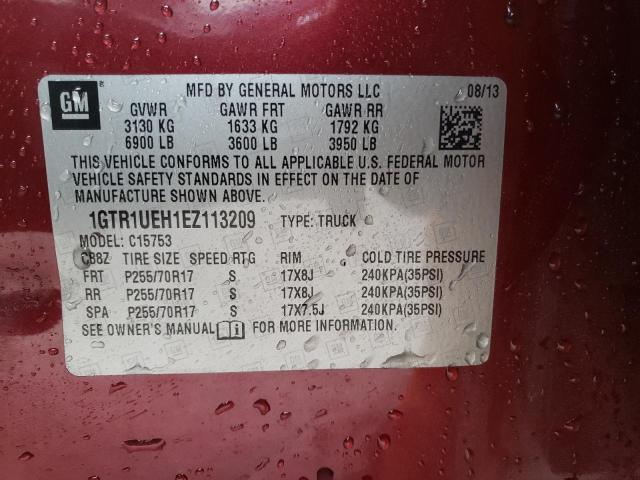 GM
MFD BY GENERAL MOTORS LLC 08/13
GVWR GAWR FRT GAWR RR
3130 KG 1633 KG 1792 KG
6900 LB 3600 LB 3950 LB
THIS VEHICLE CONFORMS TO ALL APPLICABLE U.S. FEDERAL MOTOR
VEHICLE SAFETY STANDARDS IN EFFECT ON THE DATE OF
MANUFACTURE SHOWN ABOVE.
1GTR1UEH1EZ113209 TYPE: TRUCK
MODEL: C15753
C88Z TIRE SIZE SPEED RTG RIM COLD TIRE PRESSURE
FRT P255/70R17 S 17X8J 240KPA(35PSI)
RR P255/70R17 S 17X8J 240KPA(35PSI)
SPA P255/70R17 S 17X7.5J 240KPA(35PSI)
SEE OWNER'S MANUAL FOR MORE INFORMATION